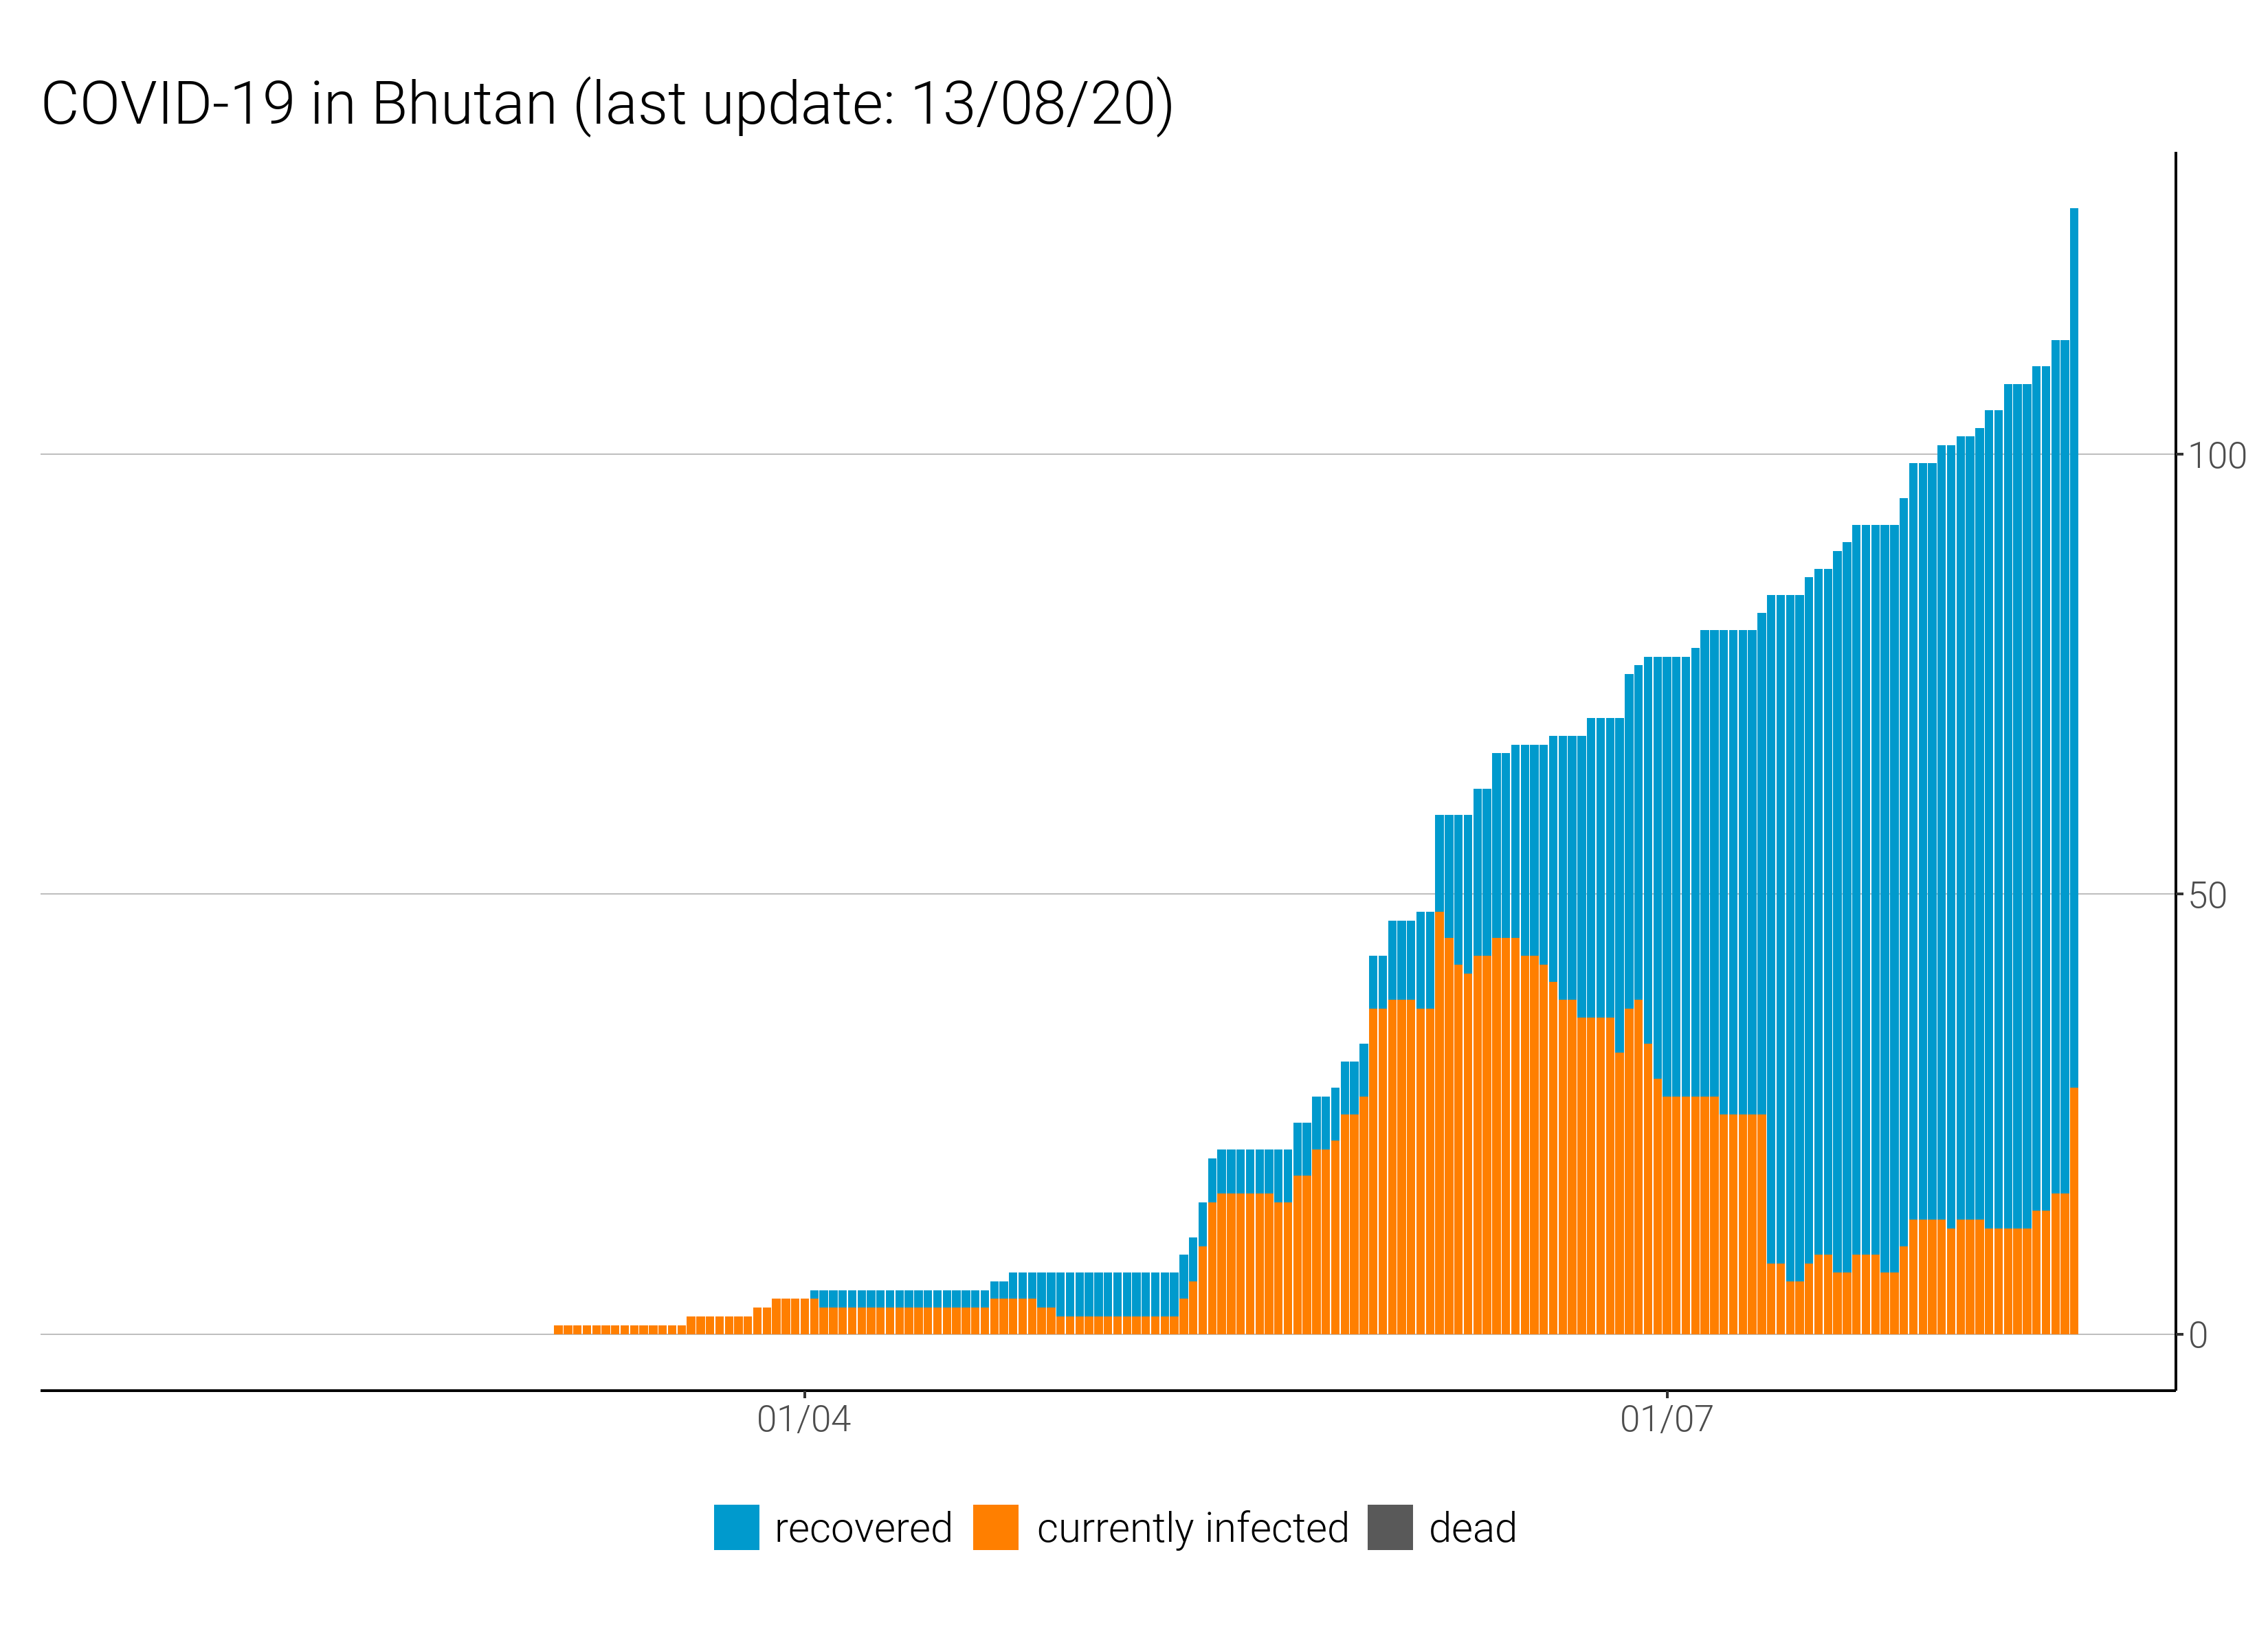 COVID-19 in Bhutan (last update: 13/08/20)
100
50
0
01/04 01/07
recovered currently infected dead